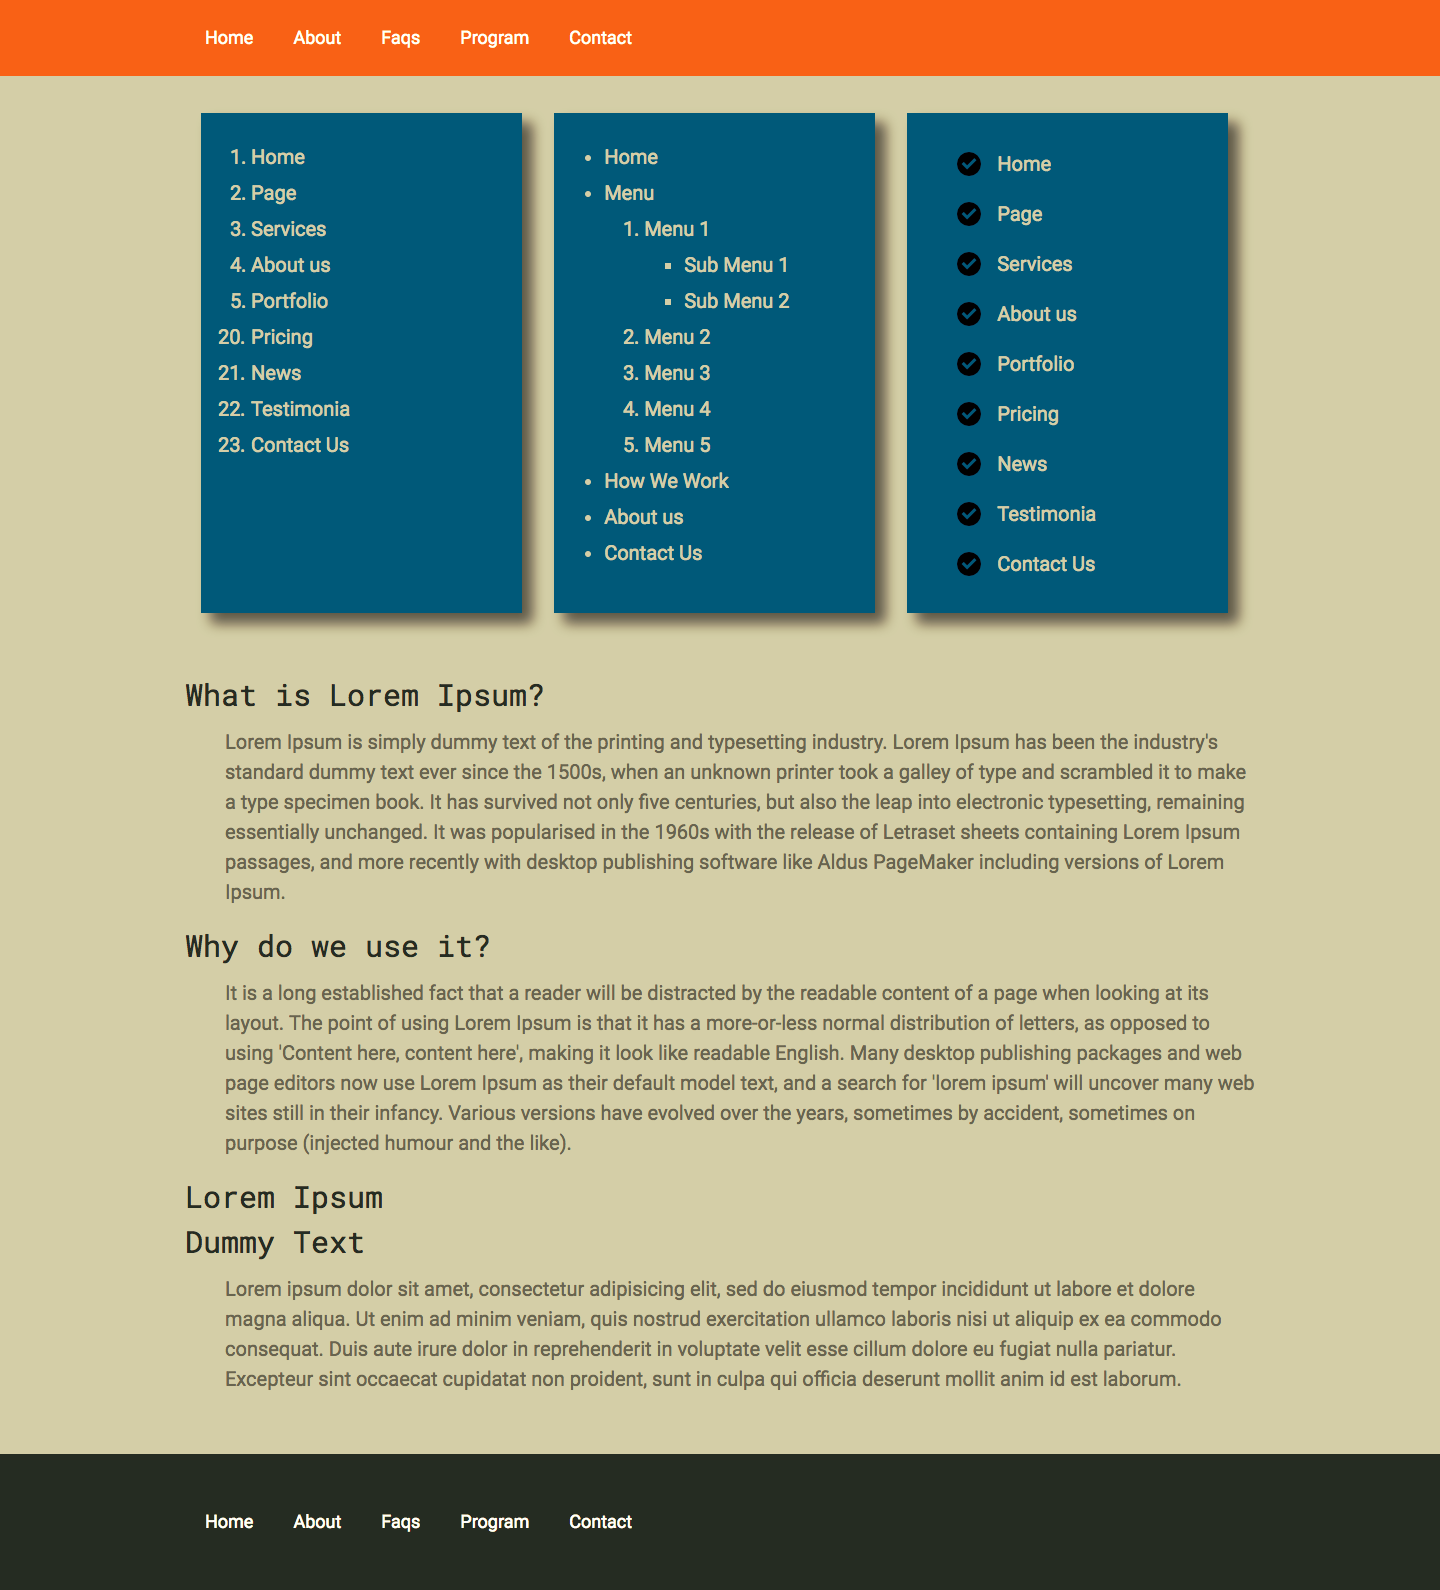 Home About Faqs Program Contact
1. Home
2. Page
3. Services
4. About us
5. Portfolio
20. Pricing
21. News
22. Testimonia
23. Contact Us
• Home
• Menu
1. Menu 1
▪ Sub Menu 1
▪ Sub Menu 2
2. Menu 2
3. Menu 3
4. Menu 4
5. Menu 5
• How We Work
• About us
• Contact Us
Home
Page
Services
About us
Portfolio
Pricing
News
Testimonia
Contact Us
What is Lorem Ipsum?
Lorem Ipsum is simply dummy text of the printing and typesetting industry. Lorem Ipsum has been the industry's
standard dummy text ever since the 1500s, when an unknown printer took a galley of type and scrambled it to make
a type specimen book. It has survived not only five centuries, but also the leap into electronic typesetting, remaining
essentially unchanged. It was popularised in the 1960s with the release of Letraset sheets containing Lorem Ipsum
passages, and more recently with desktop publishing software like Aldus PageMaker including versions of Lorem
Ipsum.
Why do we use it?
It is a long established fact that a reader will be distracted by the readable content of a page when looking at its
layout. The point of using Lorem Ipsum is that it has a more-or-less normal distribution of letters, as opposed to
using 'Content here, content here', making it look like readable English. Many desktop publishing packages and web
page editors now use Lorem Ipsum as their default model text, and a search for 'lorem ipsum' will uncover many web
sites still in their infancy. Various versions have evolved over the years, sometimes by accident, sometimes on
purpose (injected humour and the like).
Lorem Ipsum
Dummy Text
Lorem ipsum dolor sit amet, consectetur adipisicing elit, sed do eiusmod tempor incididunt ut labore et dolore
magna aliqua. Ut enim ad minim veniam, quis nostrud exercitation ullamco laboris nisi ut aliquip ex ea commodo
consequat. Duis aute irure dolor in reprehenderit in voluptate velit esse cillum dolore eu fugiat nulla pariatur.
Excepteur sint occaecat cupidatat non proident, sunt in culpa qui officia deserunt mollit anim id est laborum.
Home About Faqs Program Contact